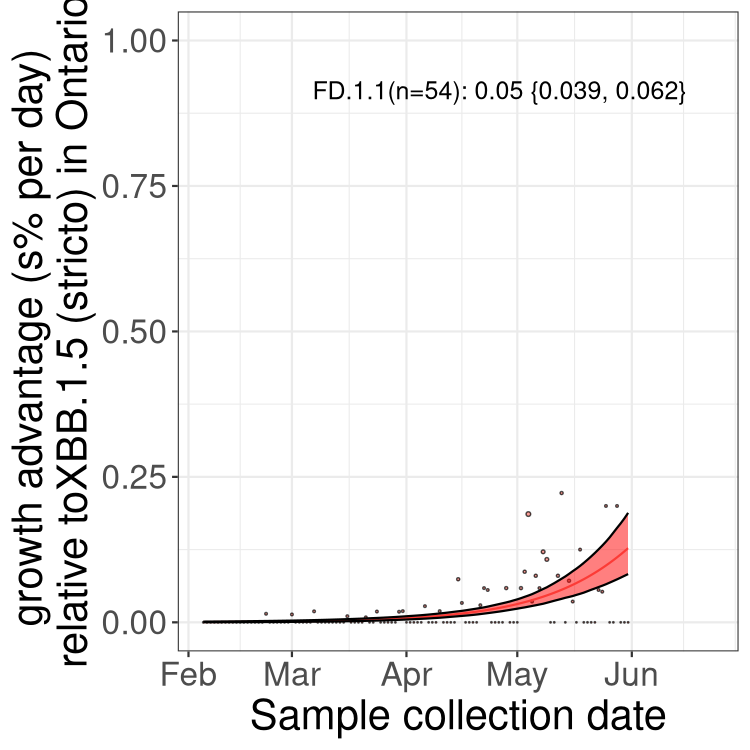 growth advantage (s% per day)
relative toXBB.1.5 (stricto) in Ontario
1.00
0.75
0.50
0.25
0.00
FD.1.1(n=54): 0.05 {0.039, 0.062}
Feb Mar Apr May Jun
Sample collection date